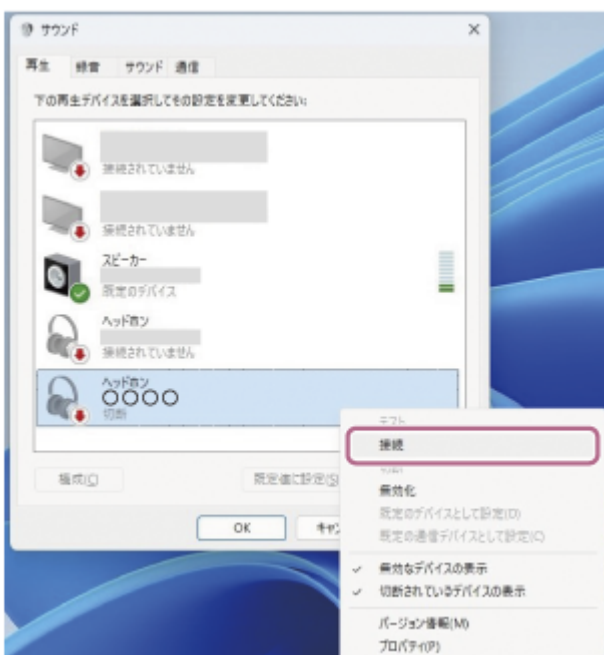 サウンド
再生 録音 サウンド 通信
下の再生デバイスを選択してその設定を変更してください:
接続されていません
接続されていません
スピーカー
既定のデバイス
ヘッドホン
接続されていません
ヘッドホン
○○○○
切断
テスト
接続
切断
無効化
既定のデバイスとして設定(D)
既定の通信デバイスとして設定(C)
無効なデバイスの表示
切断されているデバイスの表示
バージョン情報(M)
プロパティ(P)
構成(C) 既定値に設定(S)
OK キャン